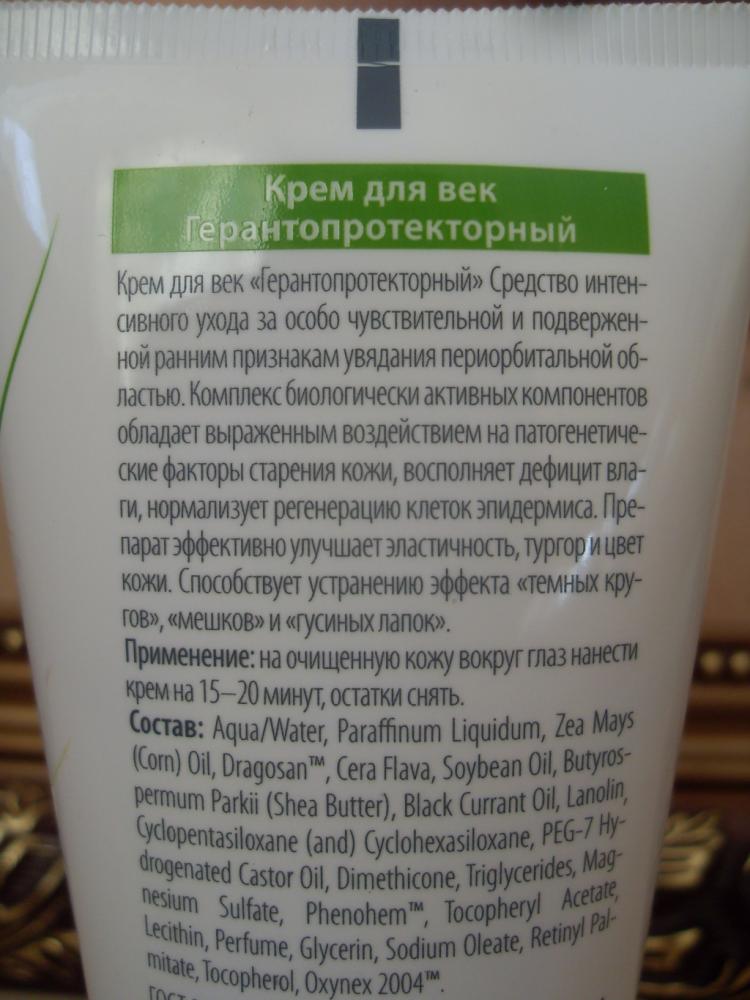 Крем для век
Герантопротекторный
Крем для век «Герантопротекторный» Средство интен-
сивного ухода за особо чувствительной и подвержен-
ной ранним признакам увядания периорбитальной об-
ластью. Комплекс биологически активных компонентов
обладает выраженным воздействием на патогенетиче-
ские факторы старения кожи, восполняет дефицит вла-
ги, нормализует регенерацию клеток эпидермиса. Пре-
парат эффективно улучшает эластичность, тургор и цвет
кожи. Способствует устранению эффекта «темных кру-
гов», «мешков» и «гусиных лапок».
Применение: на очищенную кожу вокруг глаз нанести
крем на 15–20 минут, остатки снять.
Состав: Aqua/Water, Paraffinum Liquidum, Zea Mays
(Corn) Oil, Dragosan™, Cera Flava, Soybean Oil, Butyros-
permum Parkii (Shea Butter), Black Currant Oil, Lanolin,
Cyclopentasiloxane (and) Cyclohexasiloxane, PEG-7 Hy-
drogenated Castor Oil, Dimethicone, Triglycerides, Mag-
nesium Sulfate, Phenohem™, Tocopheryl Acetate,
Lecithin, Perfume, Glycerin, Sodium Oleate, Retinyl Pal-
mitate, Tocopherol, Oxynex 2004™.